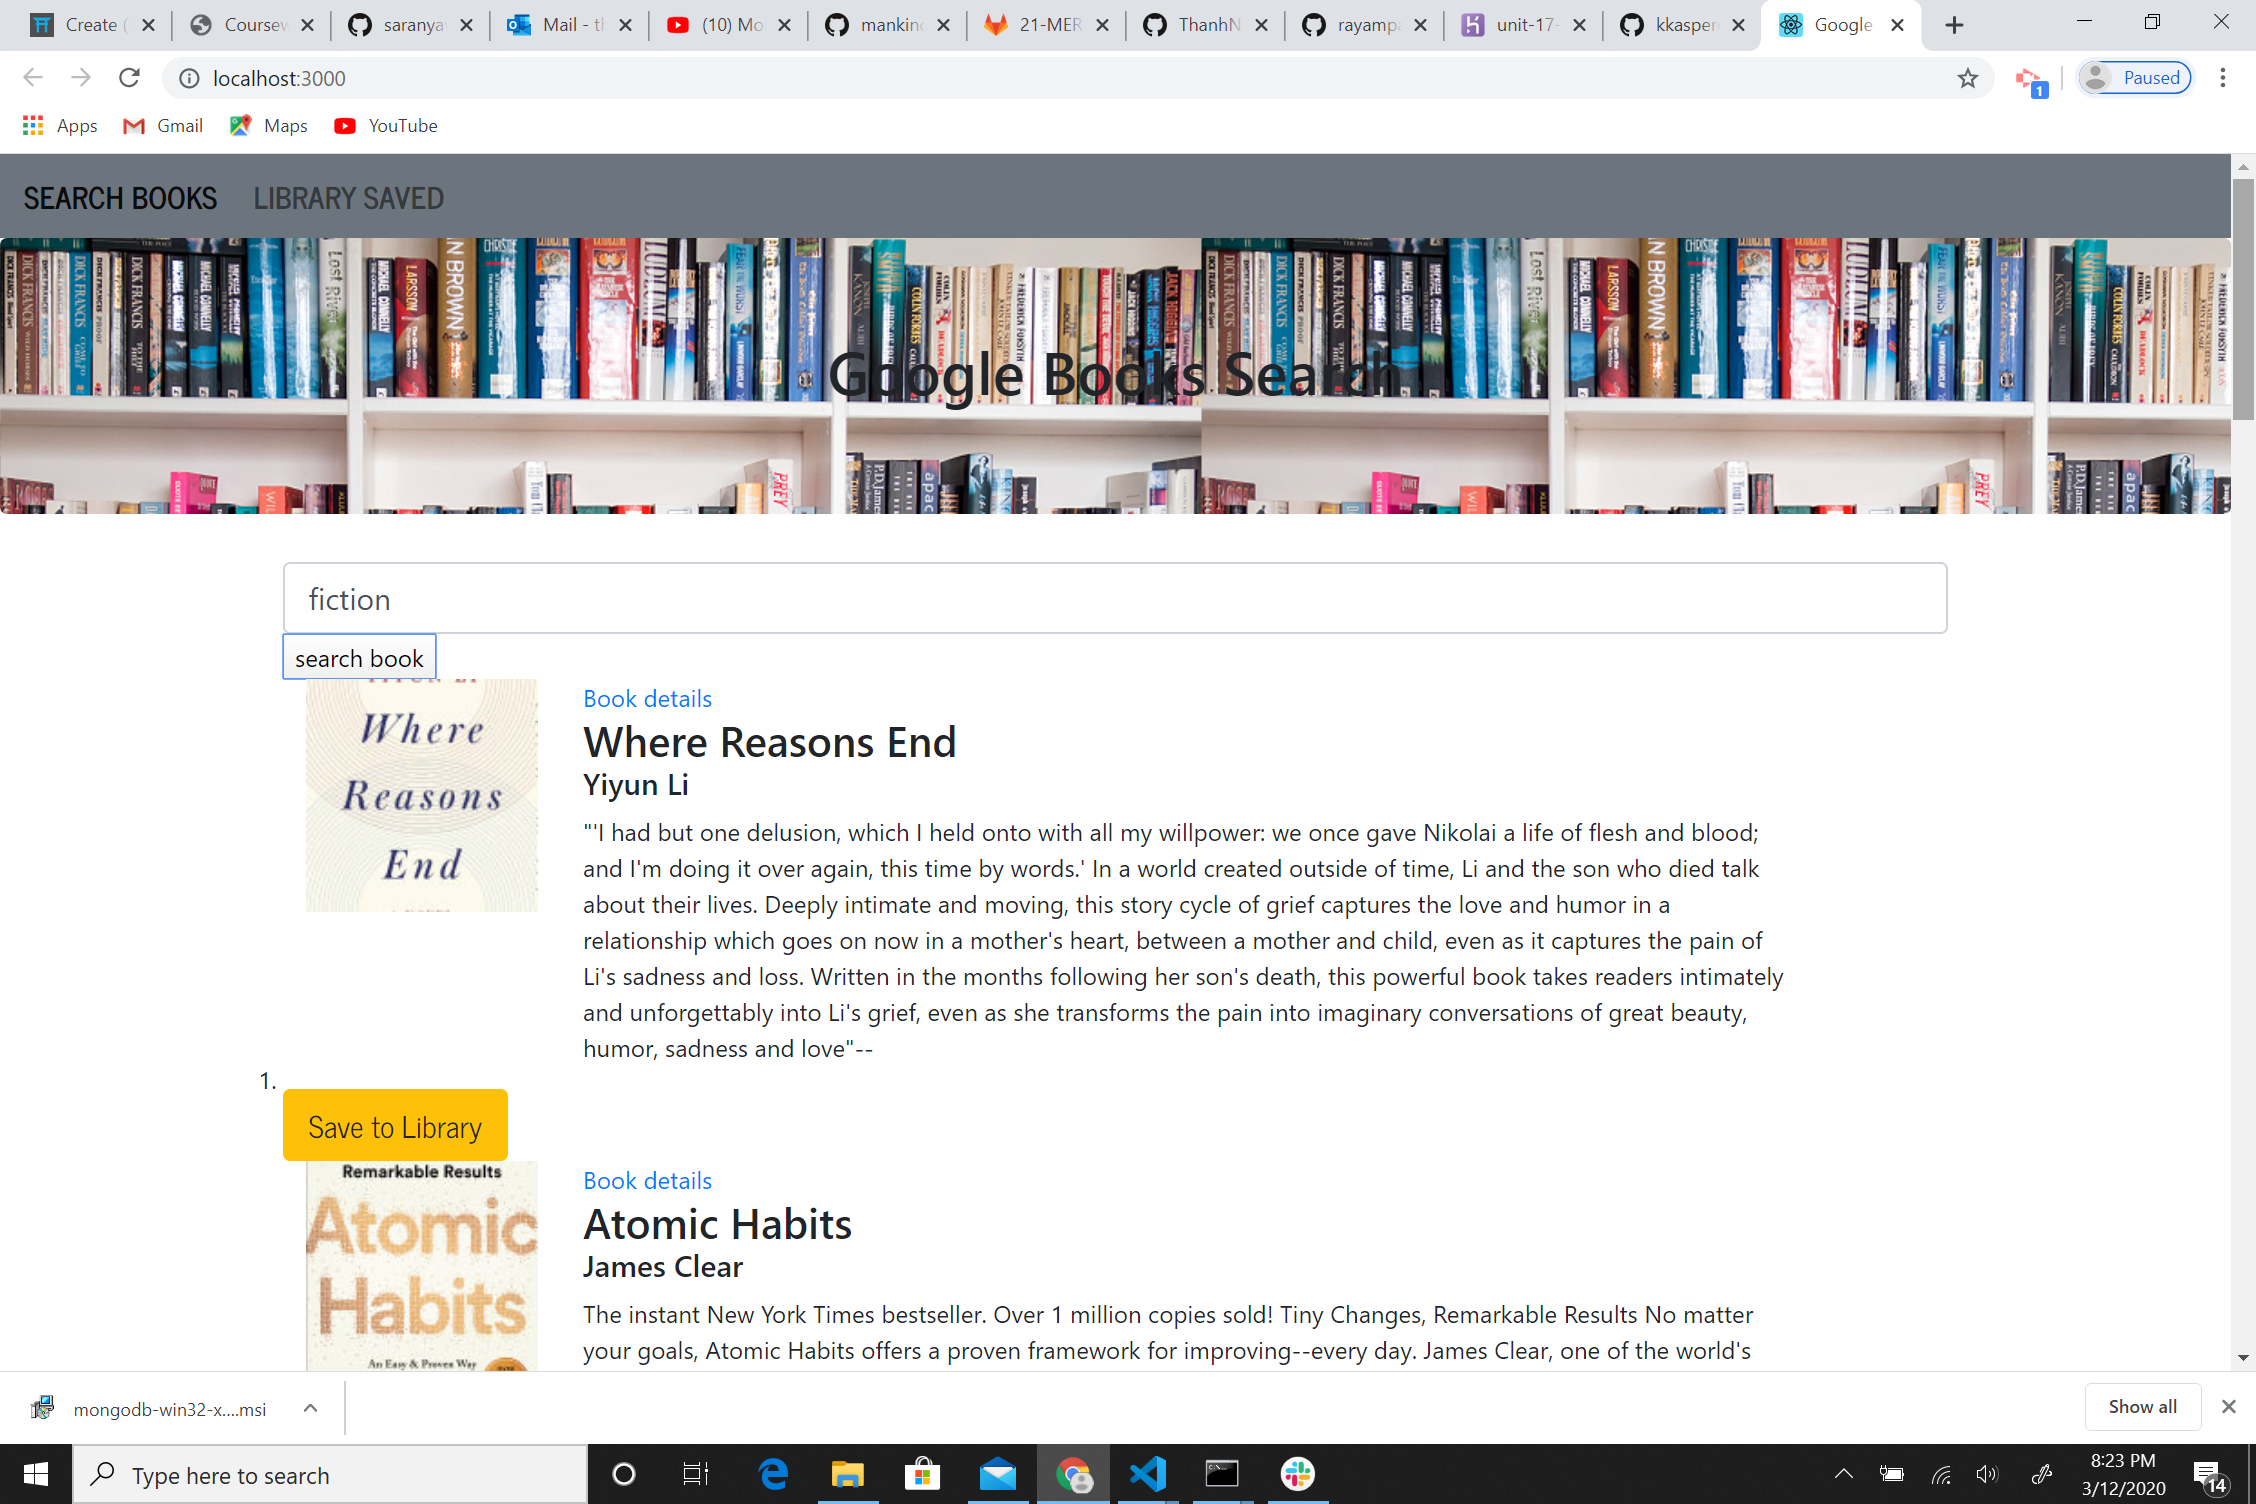 Create (
Coursew
saranya
Mail - th
(10) Mo
mankind
21-MER
ThanhN
rayampa
unit-17-
kkasper
Google
localhost:3000
1
Paused
Apps
Gmail
Maps
YouTube
SEARCH BOOKS
LIBRARY SAVED
Google Books Search
fiction
search book
Where
Reasons
End
Book details
Where Reasons End
Yiyun Li
"'I had but one delusion, which I held onto with all my willpower: we once gave Nikolai a life of flesh and blood;
and I'm doing it over again, this time by words.' In a world created outside of time, Li and the son who died talk
about their lives. Deeply intimate and moving, this story cycle of grief captures the love and humor in a
relationship which goes on now in a mother's heart, between a mother and child, even as it captures the pain of
Li's sadness and loss. Written in the months following her son's death, this powerful book takes readers intimately
and unforgettably into Li's grief, even as she transforms the pain into imaginary conversations of great beauty,
humor, sadness and love"--
1.
Save to Library
Remarkable Results
Atomic
Habits
An Easy & Proven Way
Book details
Atomic Habits
James Clear
The instant New York Times bestseller. Over 1 million copies sold! Tiny Changes, Remarkable Results No matter
your goals, Atomic Habits offers a proven framework for improving--every day. James Clear, one of the world's
mongodb-win32-x....msi
Show all
Type here to search
8:23 PM
3/12/2020
14